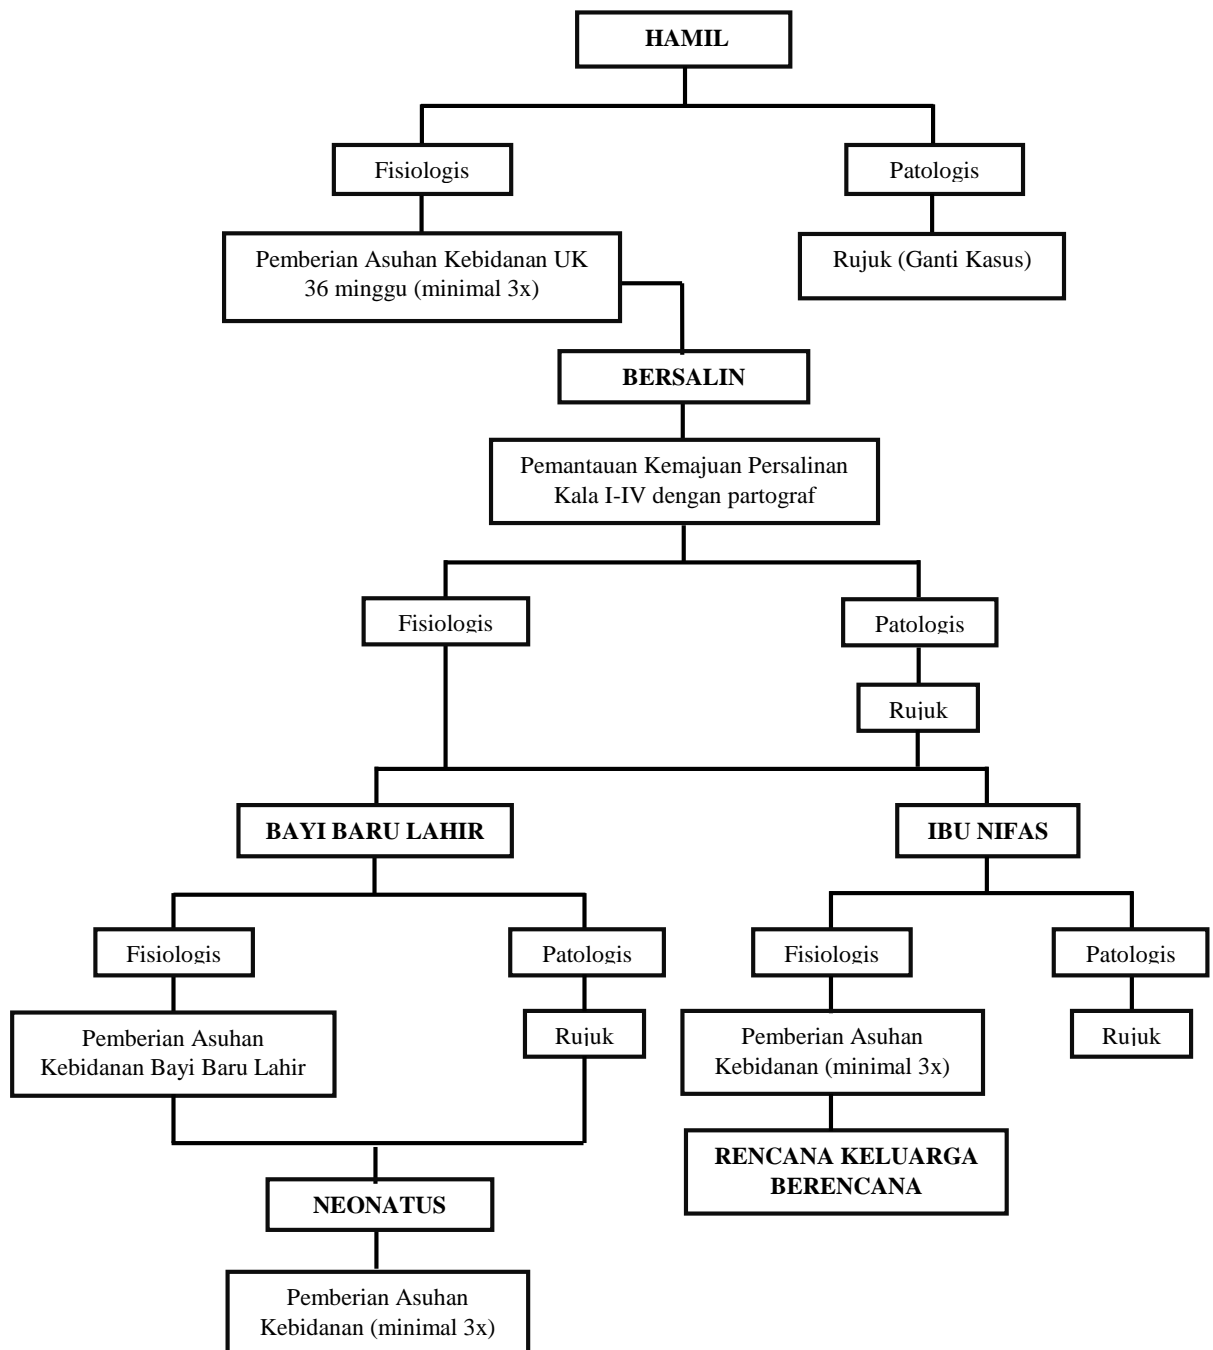 HAMIL
Fisiologis
Patologis
Pemberian Asuhan Kebidanan UK
36 minggu (minimal 3x)
Rujuk (Ganti Kasus)
BERSALIN
Pemantauan Kemajuan Persalinan
Kala I-IV dengan partograf
Fisiologis
Patologis
Rujuk
BAYI BARU LAHIR
IBU NIFAS
Fisiologis
Patologis
Fisiologis
Patologis
Pemberian Asuhan
Kebidanan Bayi Baru Lahir
Rujuk
Pemberian Asuhan
Kebidanan (minimal 3x)
Rujuk
RENCANA KELUARGA
BERENCANA
NEONATUS
Pemberian Asuhan
Kebidanan (minimal 3x)